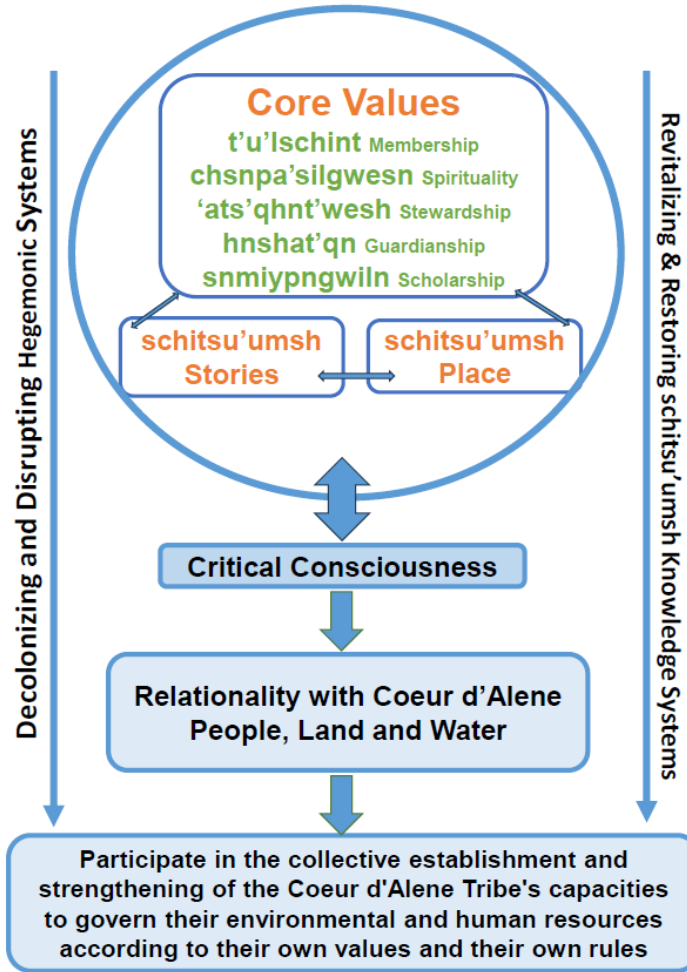 Core Values
t’u’lschint Membership
chsnpa’silgwesn Spirituality
‘ats’qhnt’wesh Stewardship
hnshat’qn Guardianship
snmiypngwiln Scholarship
schitsu’umsh
Stories
schitsu’umsh
Place
Decolonizing and Disrupting Hegemonic Systems
Revitalizing & Restoring schitsu’umsh Knowledge Systems
Critical Consciousness
Relationality with Coeur d’Alene
People, Land and Water
Participate in the collective establishment and
strengthening of the Coeur d'Alene Tribe's capacities
to govern their environmental and human resources
according to their own values and their own rules